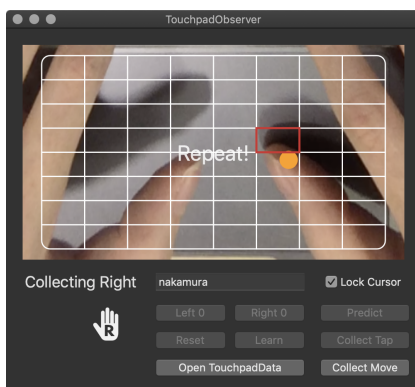 TouchpadObserver
Repeat!
Collecting Right
nakamura
Lock Cursor
R
Left 0
Right 0
Predict
Reset
Learn
Collect Tap
Open TouchpadData
Collect Move